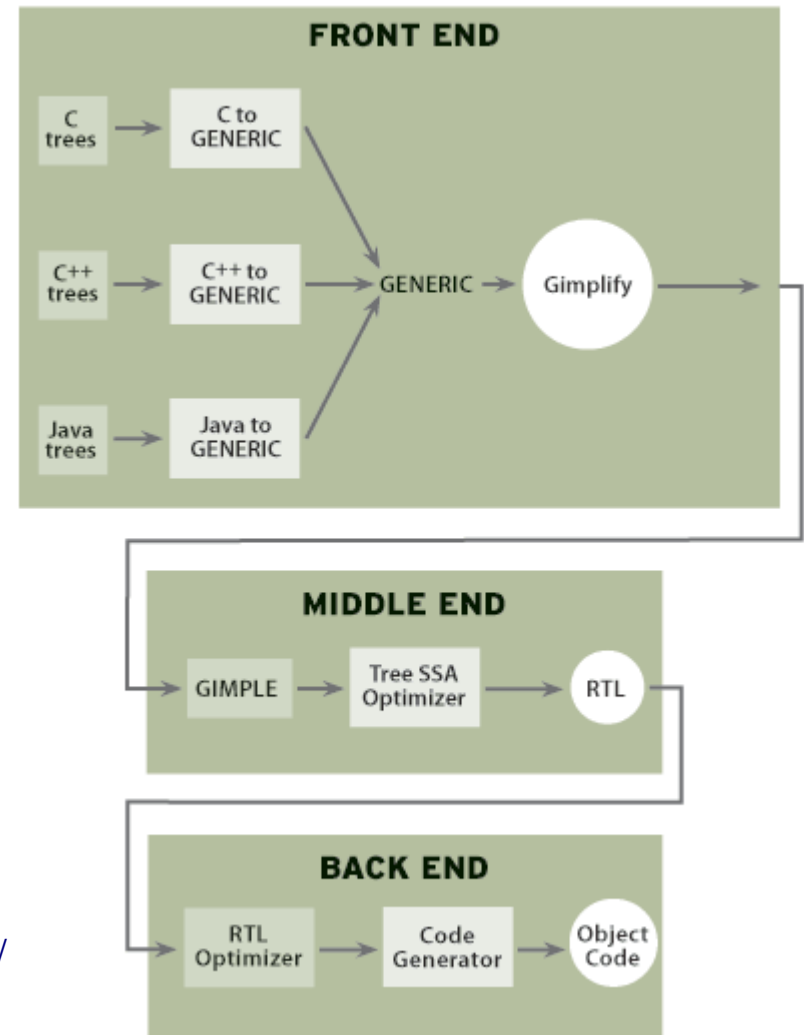 FRONT END
C
trees
C to
GENERIC
C++
trees
C++ to
GENERIC
GENERIC
Gimplify
Java
trees
Java to
GENERIC
MIDDLE END
GIMPLE
Tree SSA
Optimizer
RTL
BACK END
/
RTL
Optimizer
Code
Generator
Object
Code